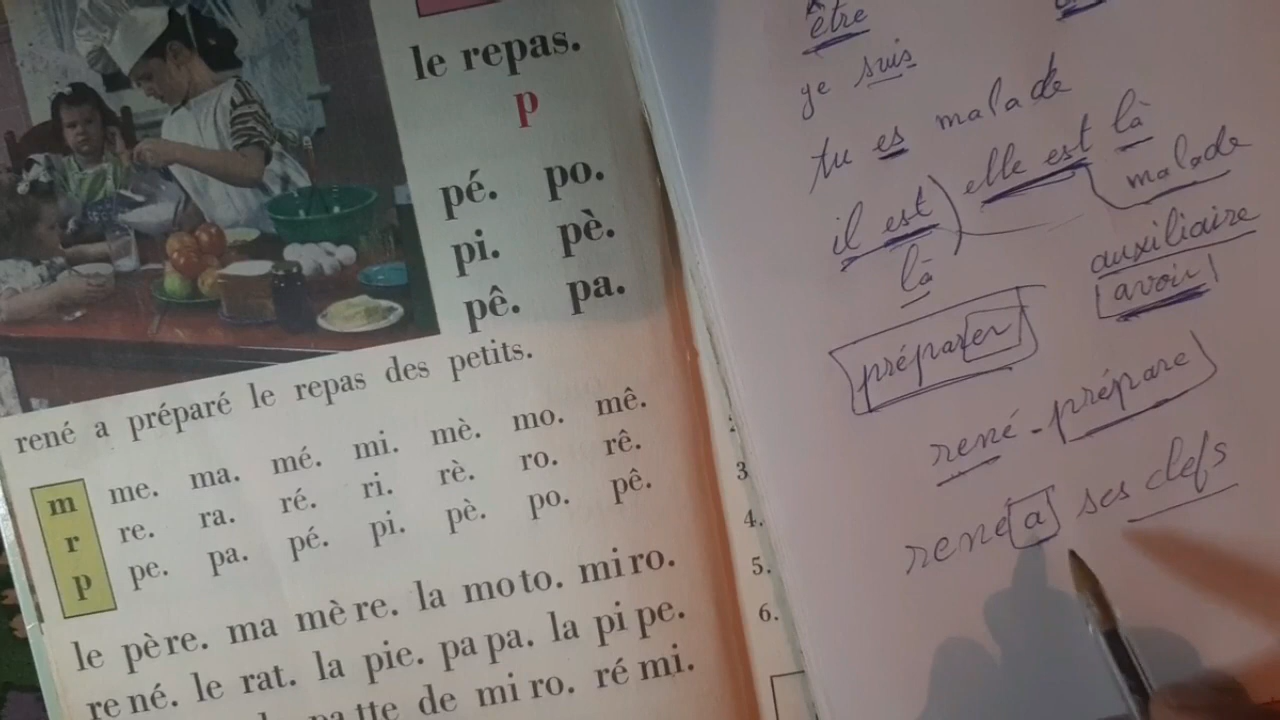 le repas.
p
pé. po.
pi. pè.
pê. pa.
rené a préparé le repas des petits.
m me. ma. mé. mi. mè. mo. mê.
r re. ra. ré. ri. rè. ro. rê.
p pe. pa. pé. pi. pè. po. pê.
le père. ma mère. la moto. miro.
rené. le rat. la pie. papa. la pipe.
patte de miro. rémi.
3
4.
5.
6.
être
je suis
tu es malade
il est) elle est là
là
malade
auxiliaire
avoir
préparer
rené - prépare
rene a ses clefs